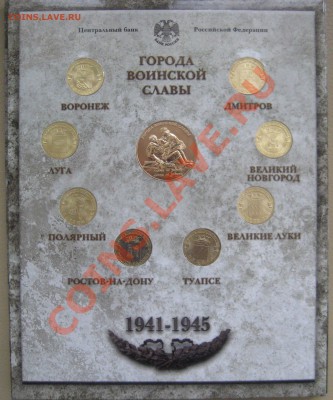 COINS.LAVE.RU
Центральный банк Российской Федерации
ГОРОДА
ВОИНСКОЙ
СЛАВЫ
ВОРОНЕЖ
ДМИТРОВ
ЛУГА
ВЕЛИКИЙ
НОВГОРОД
ПОЛЯРНЫЙ
ВЕЛИКИЕ ЛУКИ
РОСТОВ-НА-ДОНУ
ТУАПСЕ
1941-1945
COINS.LAVE.RU